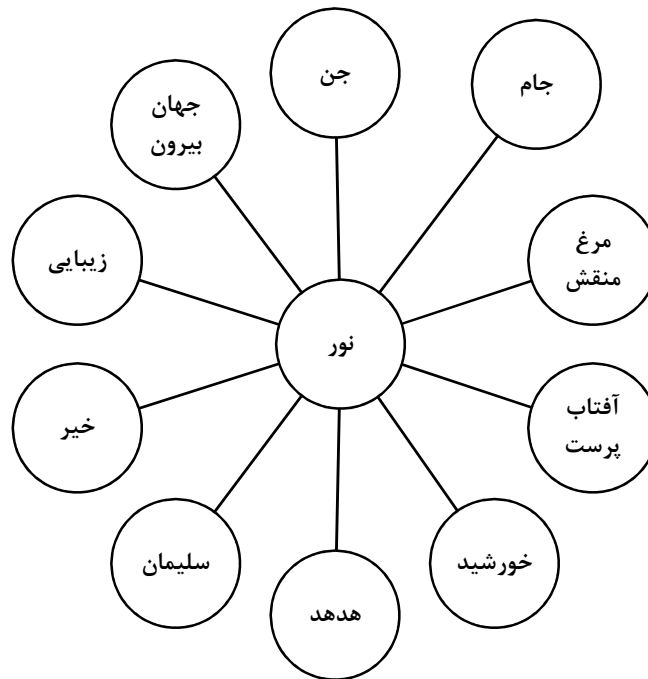 جن
جام
جهان
بیرون
مرغ
منقش
زیبایی
نور
آفتاب
پرست
خیر
سلیمان
خورشید
هدهد